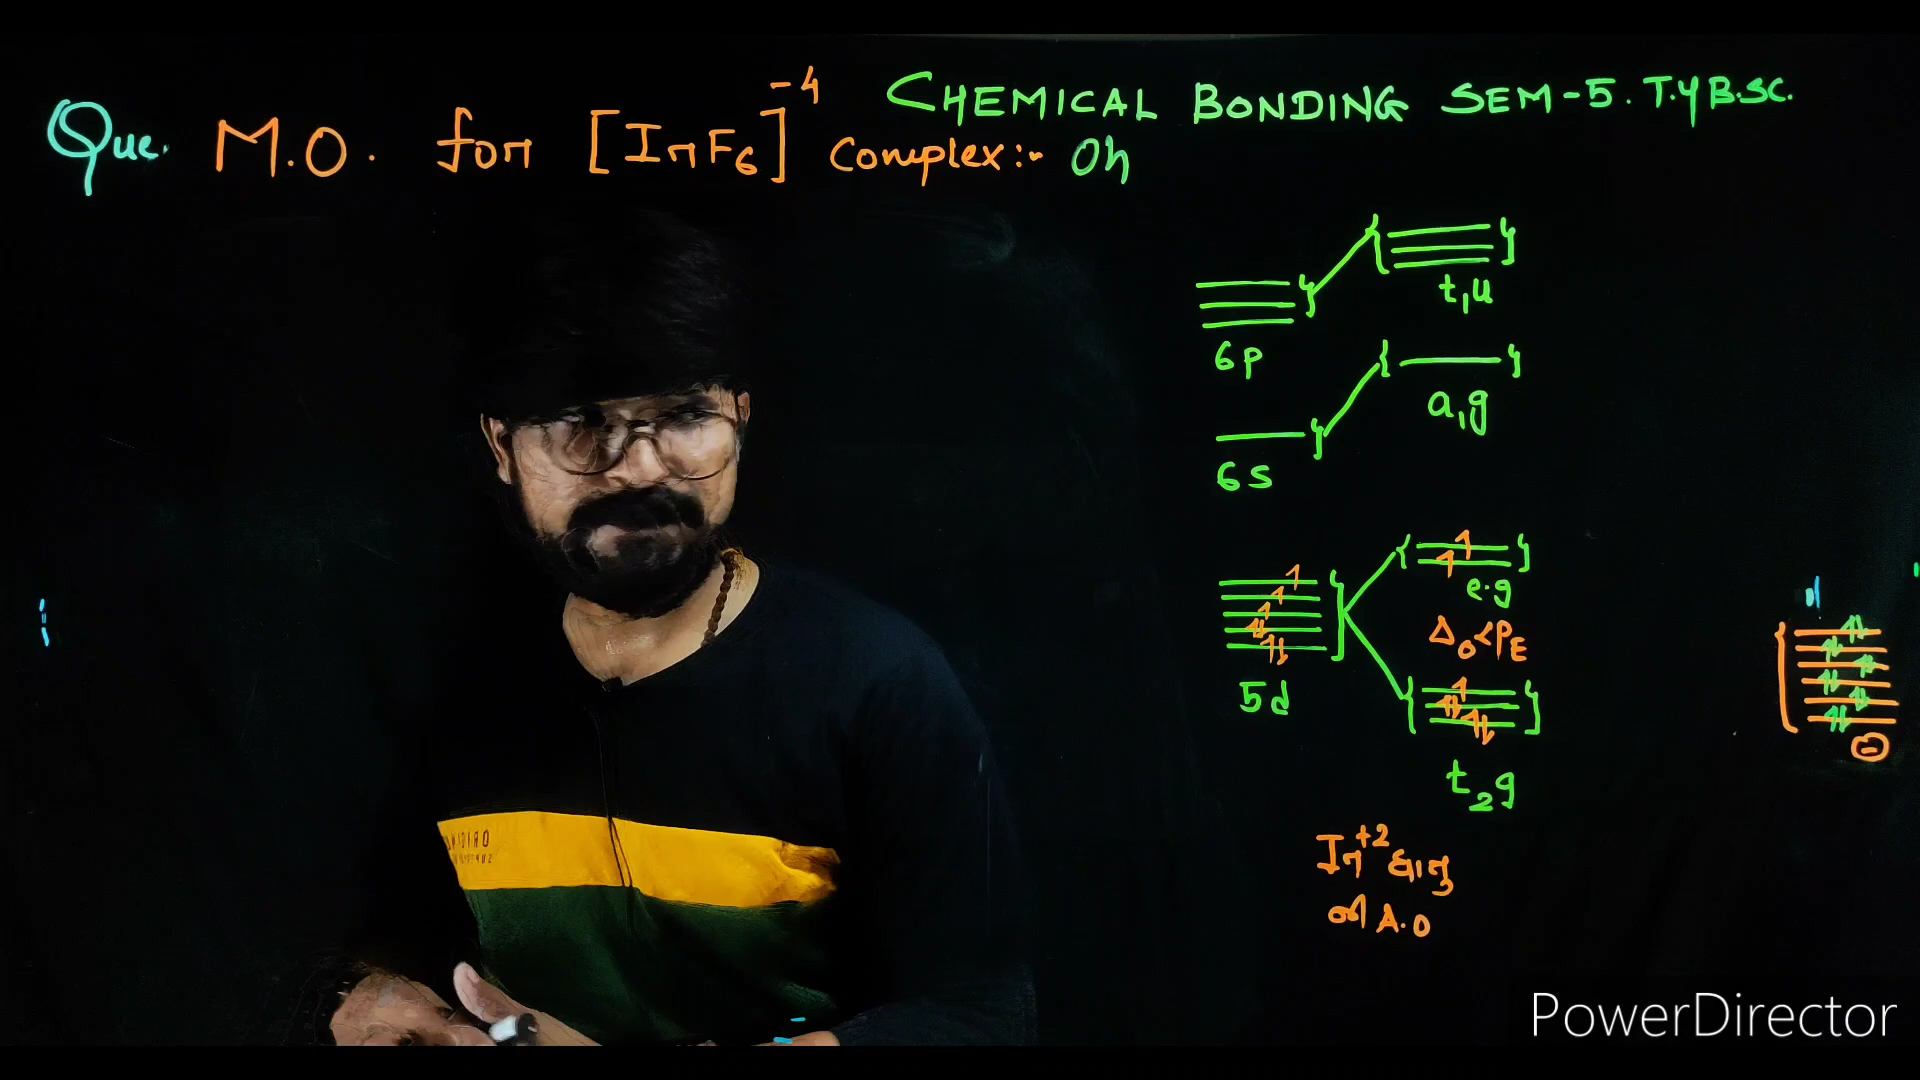 Que. M.O. for [IrF6]-4 Complex:- Oh
CHEMICAL BONDING SEM-5. T.Y B.SC.
t1u
6p
a1g
6s
e.g
Δo<PE
5d
t2g
Ir+2
A.O
PowerDirector